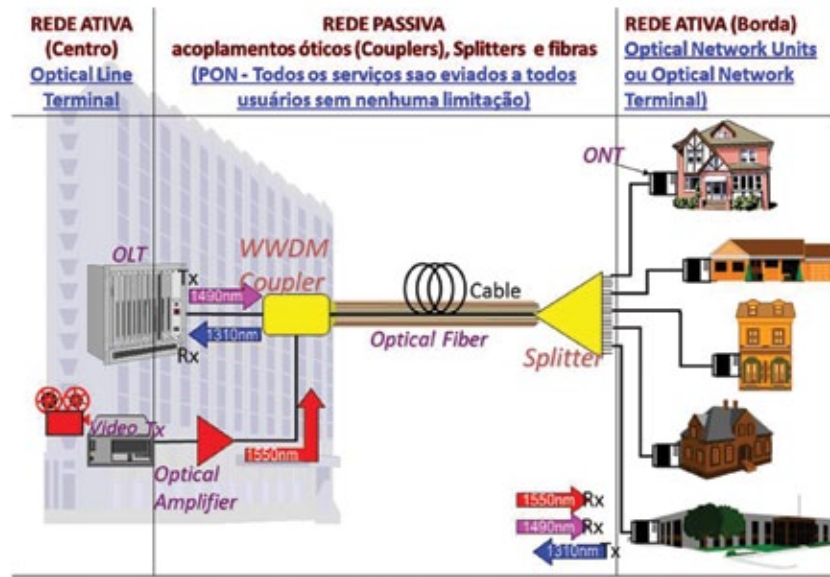 REDE ATIVA
(Centro)
Optical Line
Terminal
REDE PASSIVA
acoplamentos óticos (Couplers), Splitters e fibras
(PON - Todos os serviços sao eviados a todos
usuários sem nenhuma limitação)
REDE ATIVA (Borda)
Optical Network Units
ou Optical Network
Terminal)
ONT
OLT
WWDM
Coupler
Tx
1490nm
1310nm
Rx
Cable
Optical Fiber
Splitter
Video Tx
1550nm
Optical
Amplifier
1550nm Rx
1490nm Rx
1310nm Tx